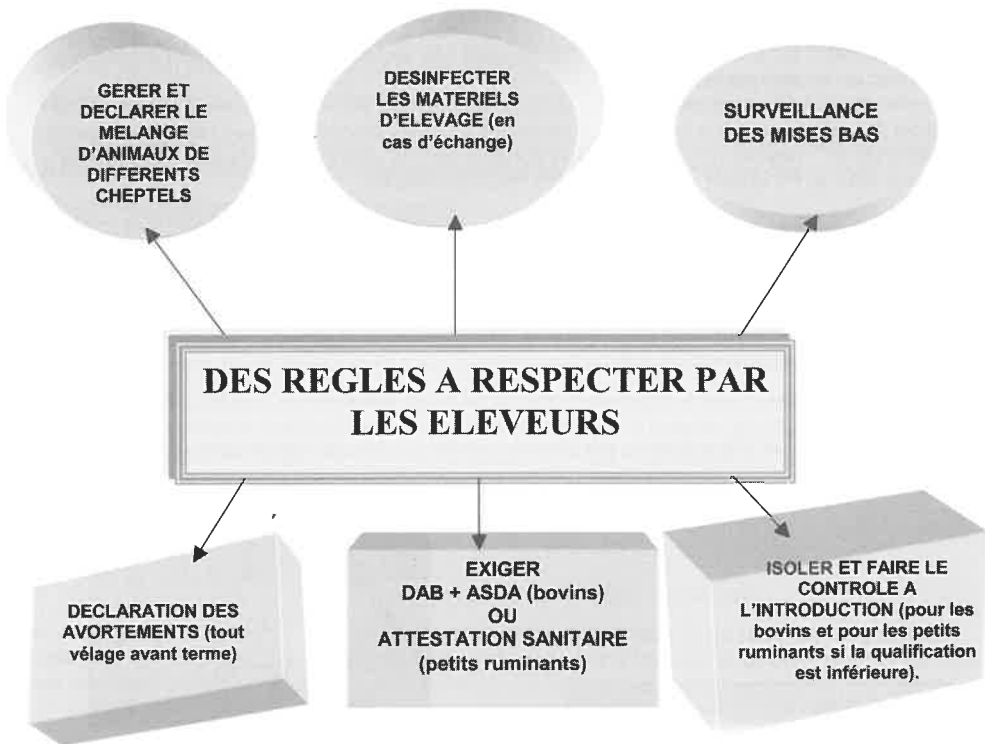 GERER ET
DECLARER LE
MELANGE
D'ANIMAUX DE
DIFFERENTS
CHEPTELS
DESINFECTER
LES MATERIELS
D'ELEVAGE (en
cas d'échange)
SURVEILLANCE
DES MISES BAS
DES REGLES A RESPECTER PAR
LES ELEVEURS
DECLARATION DES
AVORTEMENTS (tout
vélage avant terme)
EXIGER
DAB + ASDA (bovins)
OU
ATTESTATION SANITAIRE
(petits ruminants)
ISOLER ET FAIRE LE
CONTROLE A
L'INTRODUCTION (pour les
bovins et pour les petits
ruminants si la qualification
est inférieure).